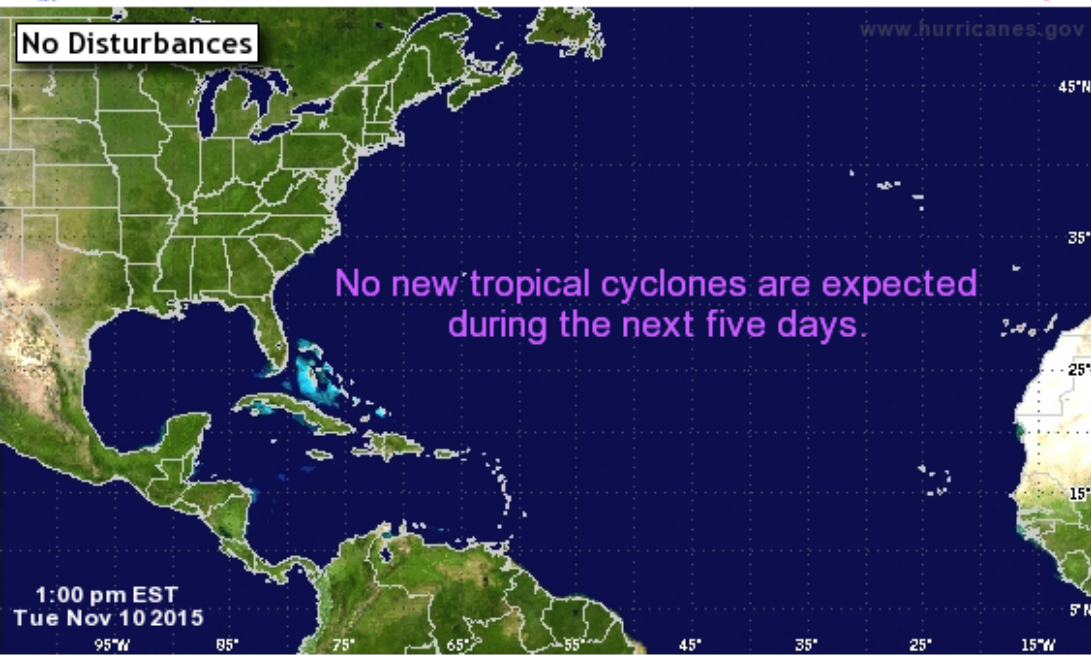 No Disturbances
www.hurricanes.gov
45°N
35°
No new tropical cyclones are expected
during the next five days.
25°
15°
1:00 pm EST
Tue Nov 10 2015
5°N
95°W 85° 75° 65° 55° 45° 35° 25° 15°W